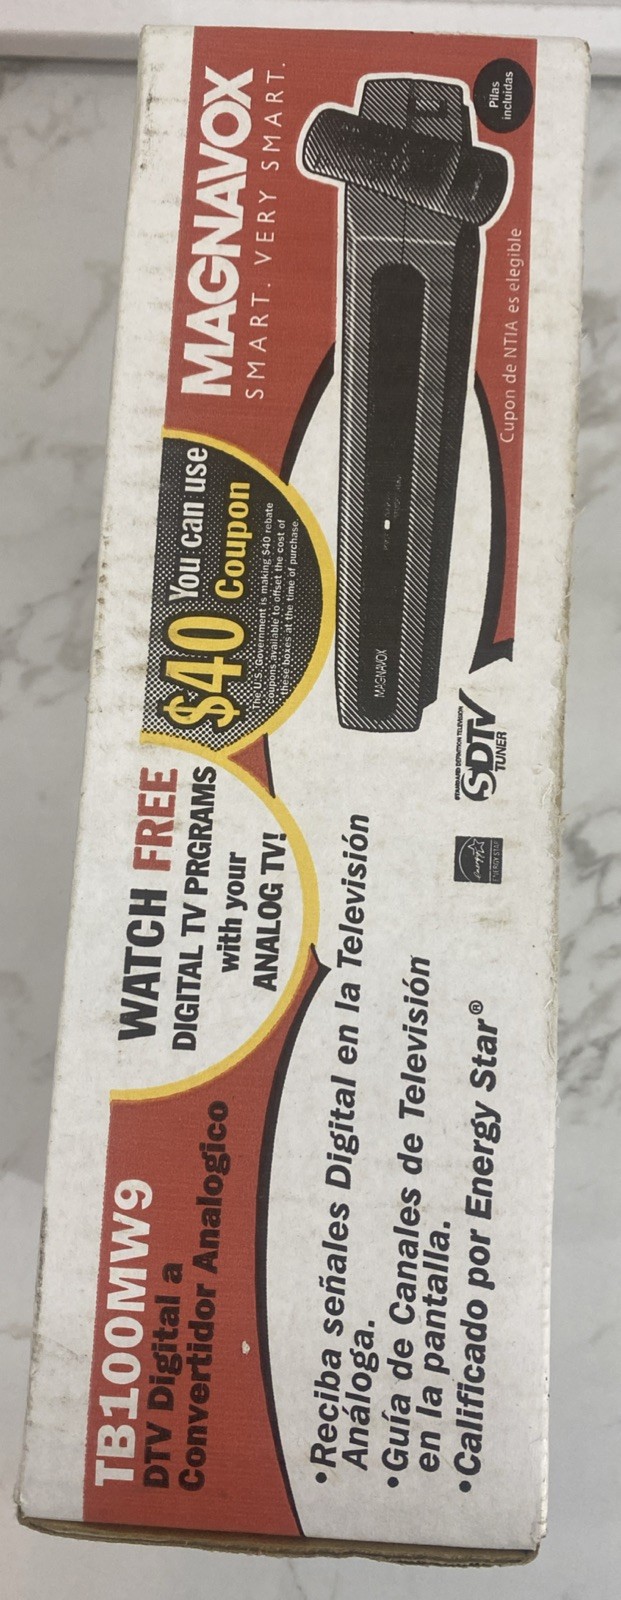 TB100MW9
DTV Digital a
Convertidor Analogico
WATCH FREE
DIGITAL TV PRGRAMS
with your
ANALOG TV!
$40 You can use
Coupon
The U.S. Government is making $40 rebate
coupons available to offset the cost of
these boxes at the time of purchase.
MAGNAVOX
SMART. VERY SMART.
•Reciba señales Digital en la Televisión
Análoga.
•Guía de Canales de Televisión
en la pantalla.
•Calificado por Energy Star®
ENERGY STAR
STANDARD DEFINITION TELEVISION
SDTV
TUNER
MAGNAVOX
Cupon de NTIA es elegible
Pilas
incluidas